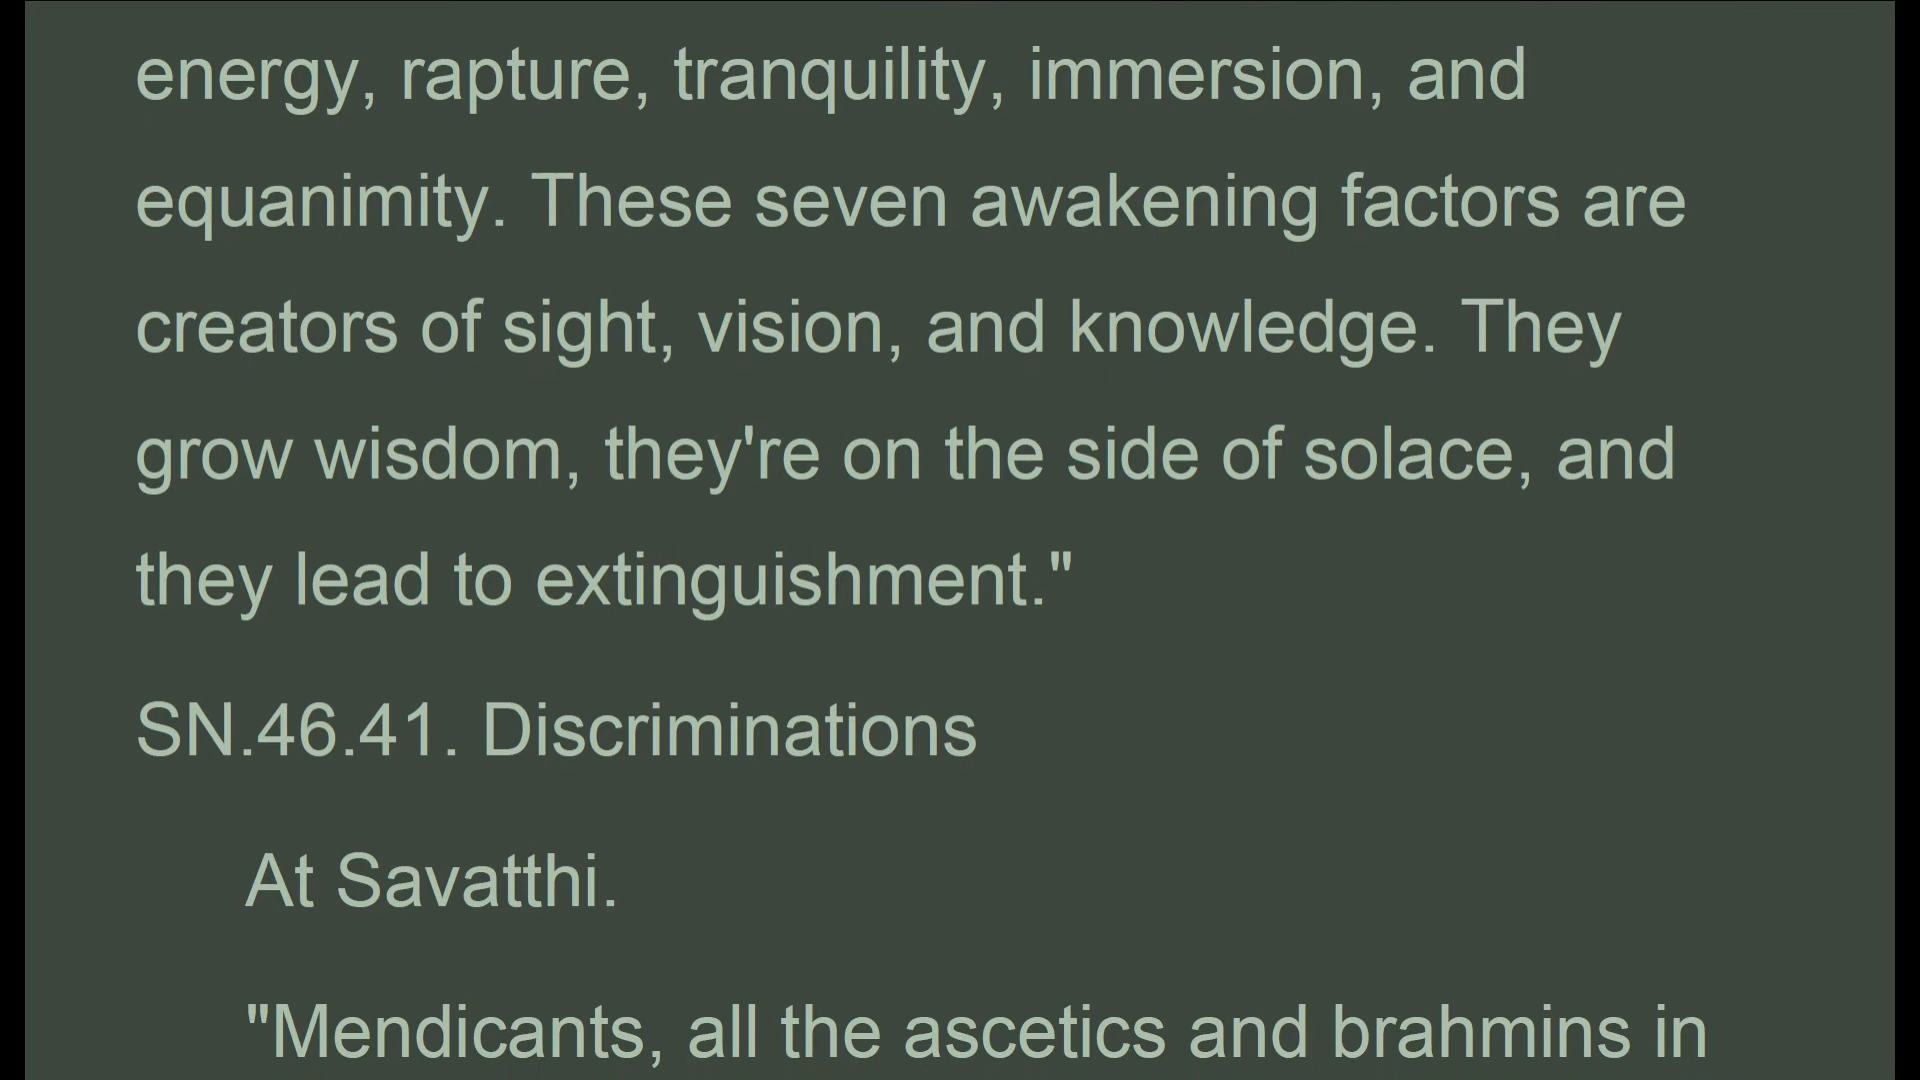 energy, rapture, tranquility, immersion, and
equanimity. These seven awakening factors are
creators of sight, vision, and knowledge. They
grow wisdom, they're on the side of solace, and
they lead to extinguishment."
SN.46.41. Discriminations
At Savatthi.
"Mendicants, all the ascetics and brahmins in